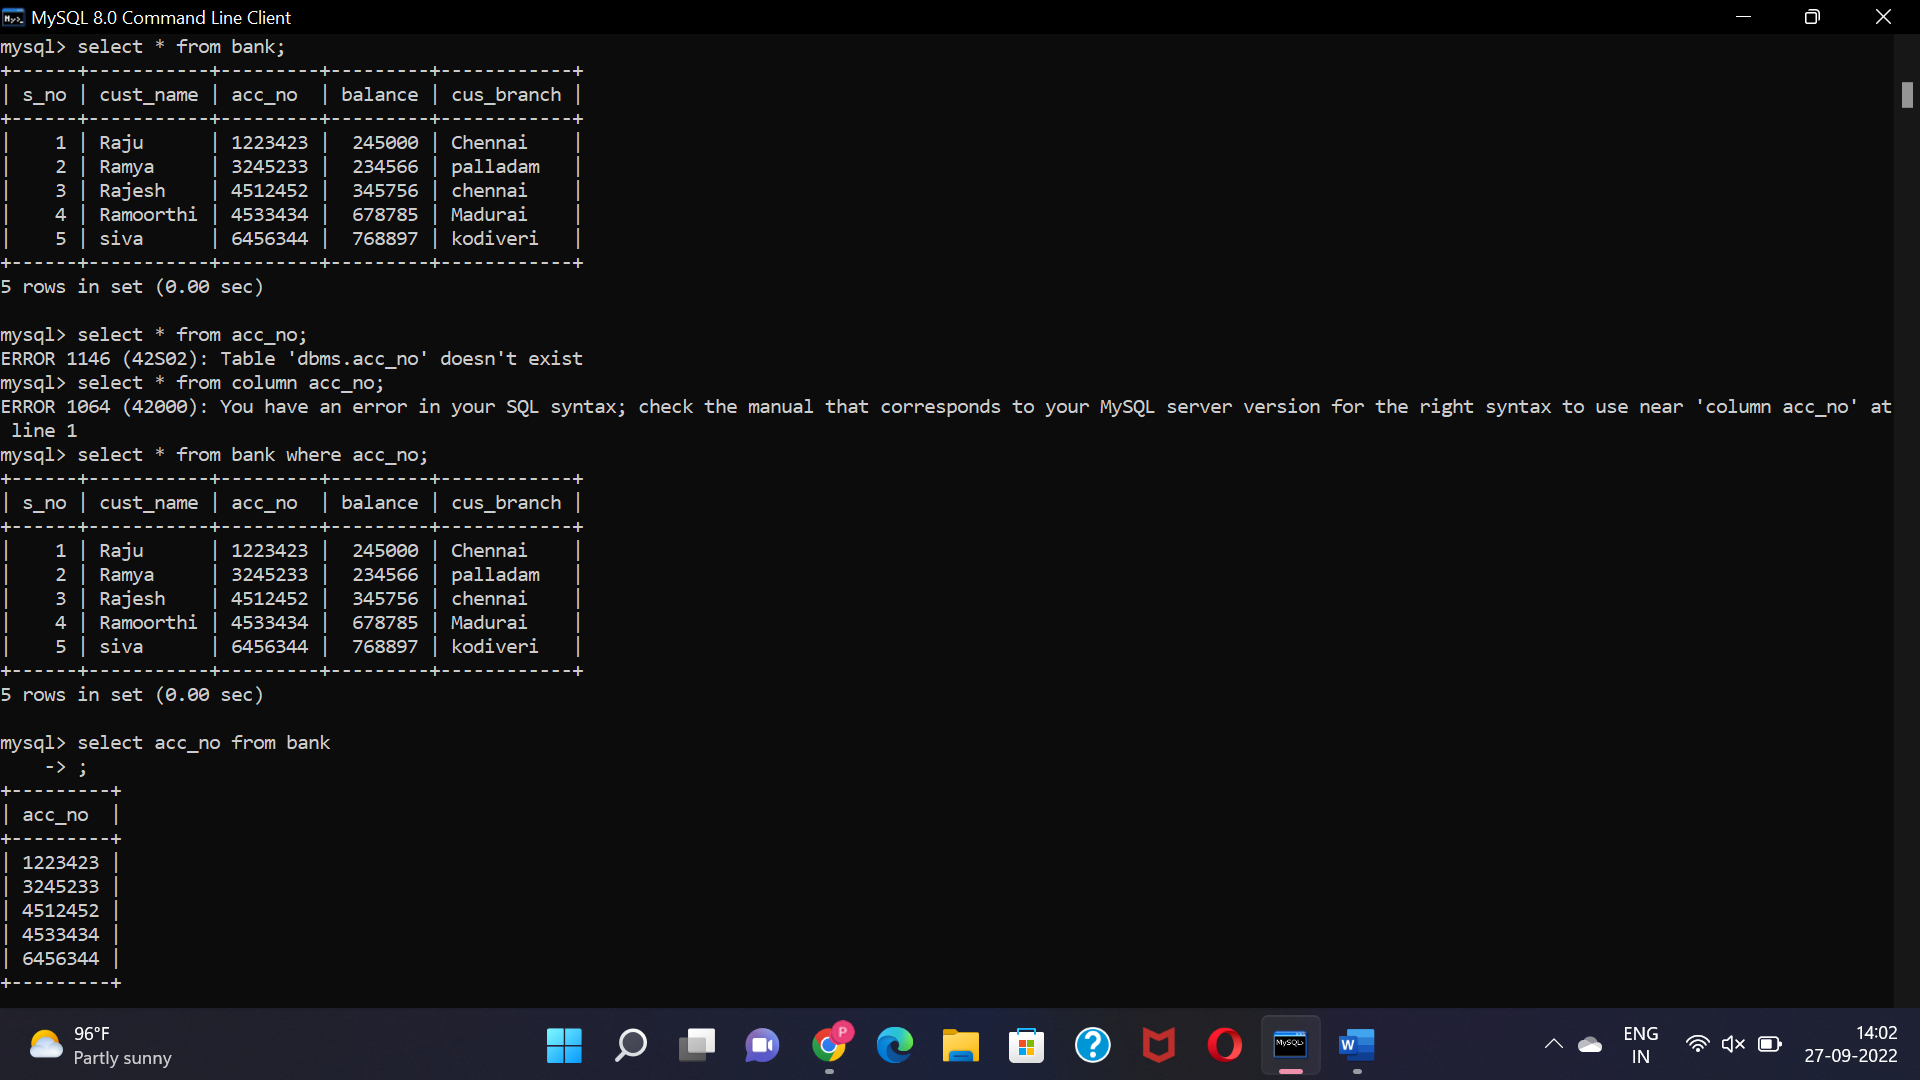 MySQL 8.0 Command Line Client
mysql> select * from bank;
+------+-----------+---------+---------+------------+
| s_no | cust_name | acc_no  | balance | cus_branch |
+------+-----------+---------+---------+------------+
|    1 | Raju      | 1223423 |  245000 | Chennai    |
|    2 | Ramya     | 3245233 |  234566 | palladam   |
|    3 | Rajesh    | 4512452 |  345756 | chennai    |
|    4 | Ramoorthi | 4533434 |  678785 | Madurai    |
|    5 | siva      | 6456344 |  768897 | kodiveri   |
+------+-----------+---------+---------+------------+
5 rows in set (0.00 sec)
mysql> select * from acc_no;
ERROR 1146 (42S02): Table 'dbms.acc_no' doesn't exist
mysql> select * from column acc_no;
ERROR 1064 (42000): You have an error in your SQL syntax; check the manual that corresponds to your MySQL server version for the right syntax to use near 'column acc_no' at
 line 1
mysql> select * from bank where acc_no;
+------+-----------+---------+---------+------------+
| s_no | cust_name | acc_no  | balance | cus_branch |
+------+-----------+---------+---------+------------+
|    1 | Raju      | 1223423 |  245000 | Chennai    |
|    2 | Ramya     | 3245233 |  234566 | palladam   |
|    3 | Rajesh    | 4512452 |  345756 | chennai    |
|    4 | Ramoorthi | 4533434 |  678785 | Madurai    |
|    5 | siva      | 6456344 |  768897 | kodiveri   |
+------+-----------+---------+---------+------------+
5 rows in set (0.00 sec)
mysql> select acc_no from bank
    -> ;
+---------+
| acc_no  |
+---------+
| 1223423 |
| 3245233 |
| 4512452 |
| 4533434 |
| 6456344 |
+---------+
96°F
Partly sunny
P
?
MySQL>
W
ENG
IN
14:02
27-09-2022